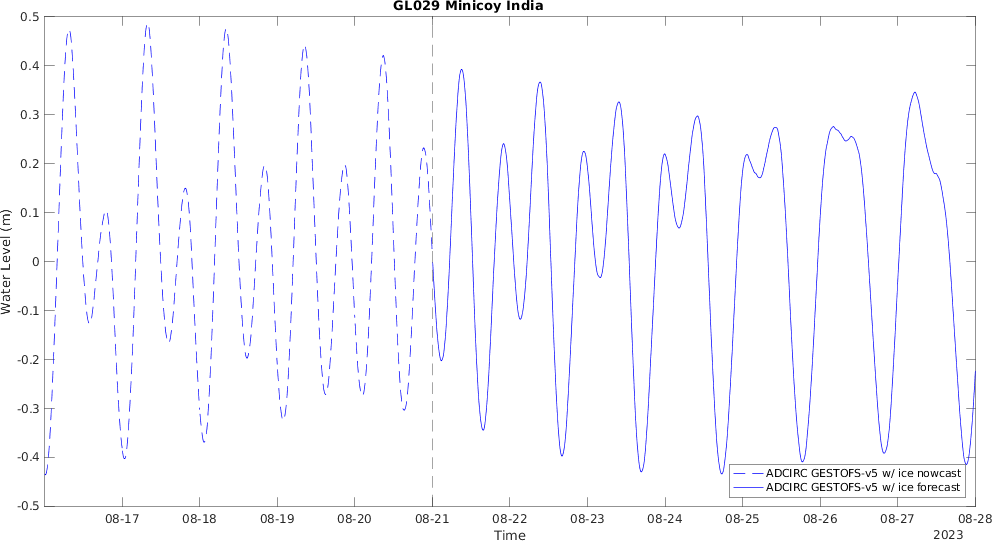 GL029 Minicoy India
0.5
0.4
0.3
0.2
0.1
0
-0.1
-0.2
-0.3
-0.4
-0.5
Water Level (m)
ADCIRC GESTOFS-v5 w/ ice nowcast
ADCIRC GESTOFS-v5 w/ ice forecast
08-17 08-18 08-19 08-20 08-21 08-22 08-23 08-24 08-25 08-26 08-27 08-28
Time
2023